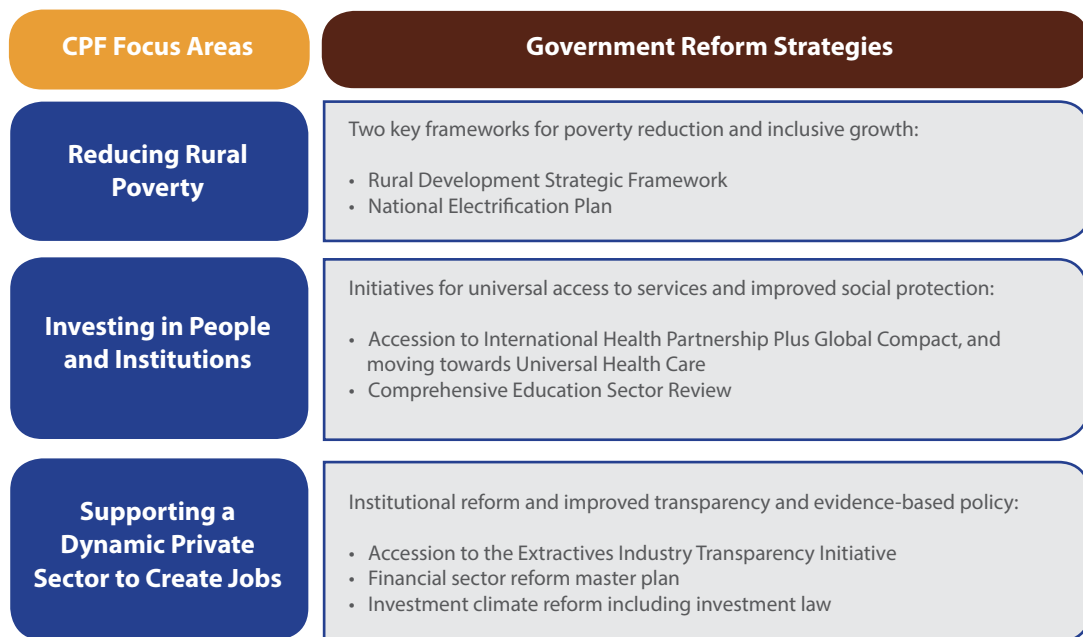 CPF Focus Areas
Government Reform Strategies
Reducing Rural
Poverty
Two key frameworks for poverty reduction and inclusive growth:
• Rural Development Strategic Framework
• National Electrification Plan
Investing in People
and Institutions
Initiatives for universal access to services and improved social protection:
• Accession to International Health Partnership Plus Global Compact, and
moving towards Universal Health Care
• Comprehensive Education Sector Review
Supporting a
Dynamic Private
Sector to Create Jobs
Institutional reform and improved transparency and evidence-based policy:
• Accession to the Extractives Industry Transparency Initiative
• Financial sector reform master plan
• Investment climate reform including investment law